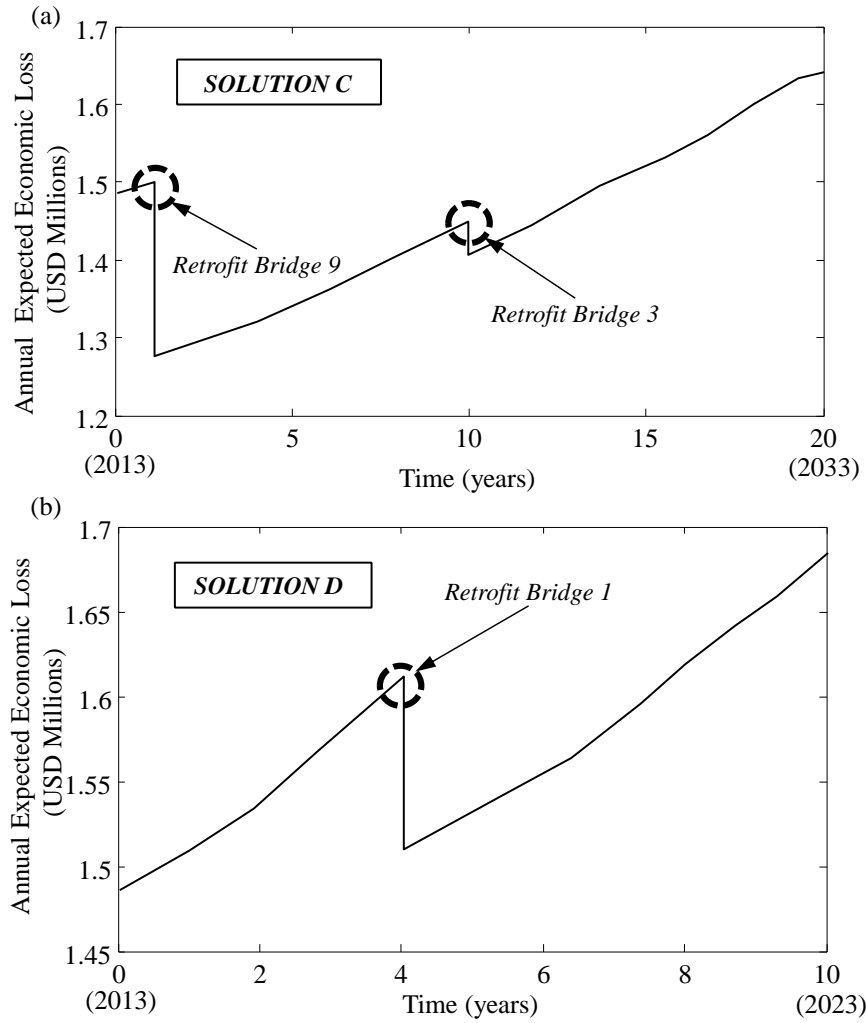 (a)
1.7
1.6
1.5
1.4
1.3
1.2
Annual Expected Economic Loss
(USD Millions)
SOLUTION C
Retrofit Bridge 9
Retrofit Bridge 3
0 5 10 15 20
(2013) (2033)
Time (years)
(b)
1.7
1.65
1.6
1.55
1.5
1.45
Annual Expected Economic Loss
(USD Millions)
SOLUTION D
Retrofit Bridge 1
0 2 4 6 8 10
(2013) (2023)
Time (years)